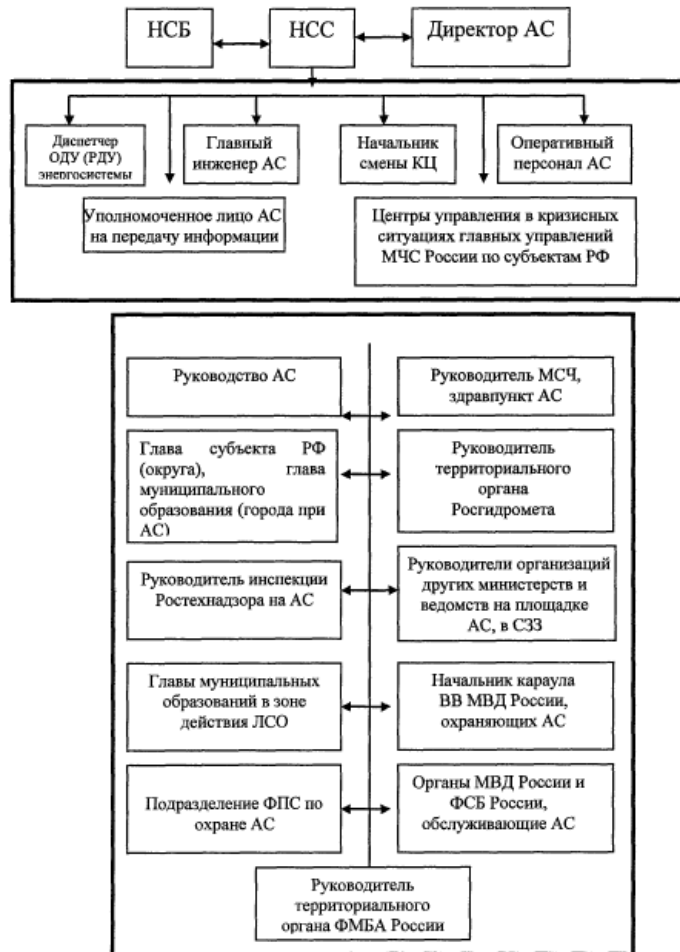 НСБ
НСС
Директор АС
Диспетчер
ОДУ (РДУ)
энергосистемы
Главный
инженер АС
Начальник
смены КЦ
Оперативный
персонал АС
Уполномоченное лицо АС
на передачу информации
Центры управления в кризисных
ситуациях главных управлений
МЧС России по субъектам РФ
Руководство АС
Руководитель МСЧ,
здравпункт АС
Глава субъекта РФ
(округа), глава
муниципального
образования (города при
АС)
Руководитель
территориального
органа
Росгидромета
Руководитель инспекции
Ростехнадзора на АС
Руководители организаций
других министерств и
ведомств на площадке
АС, в СЗЗ
Главы муниципальных
образований в зоне
действия ЛСО
Начальник караула
ВВ МВД России,
охраняющих АС
Подразделение ФПС по
охране АС
Органы МВД России и
ФСБ России,
обслуживающие АС
Руководитель
территориального
органа ФМБА России